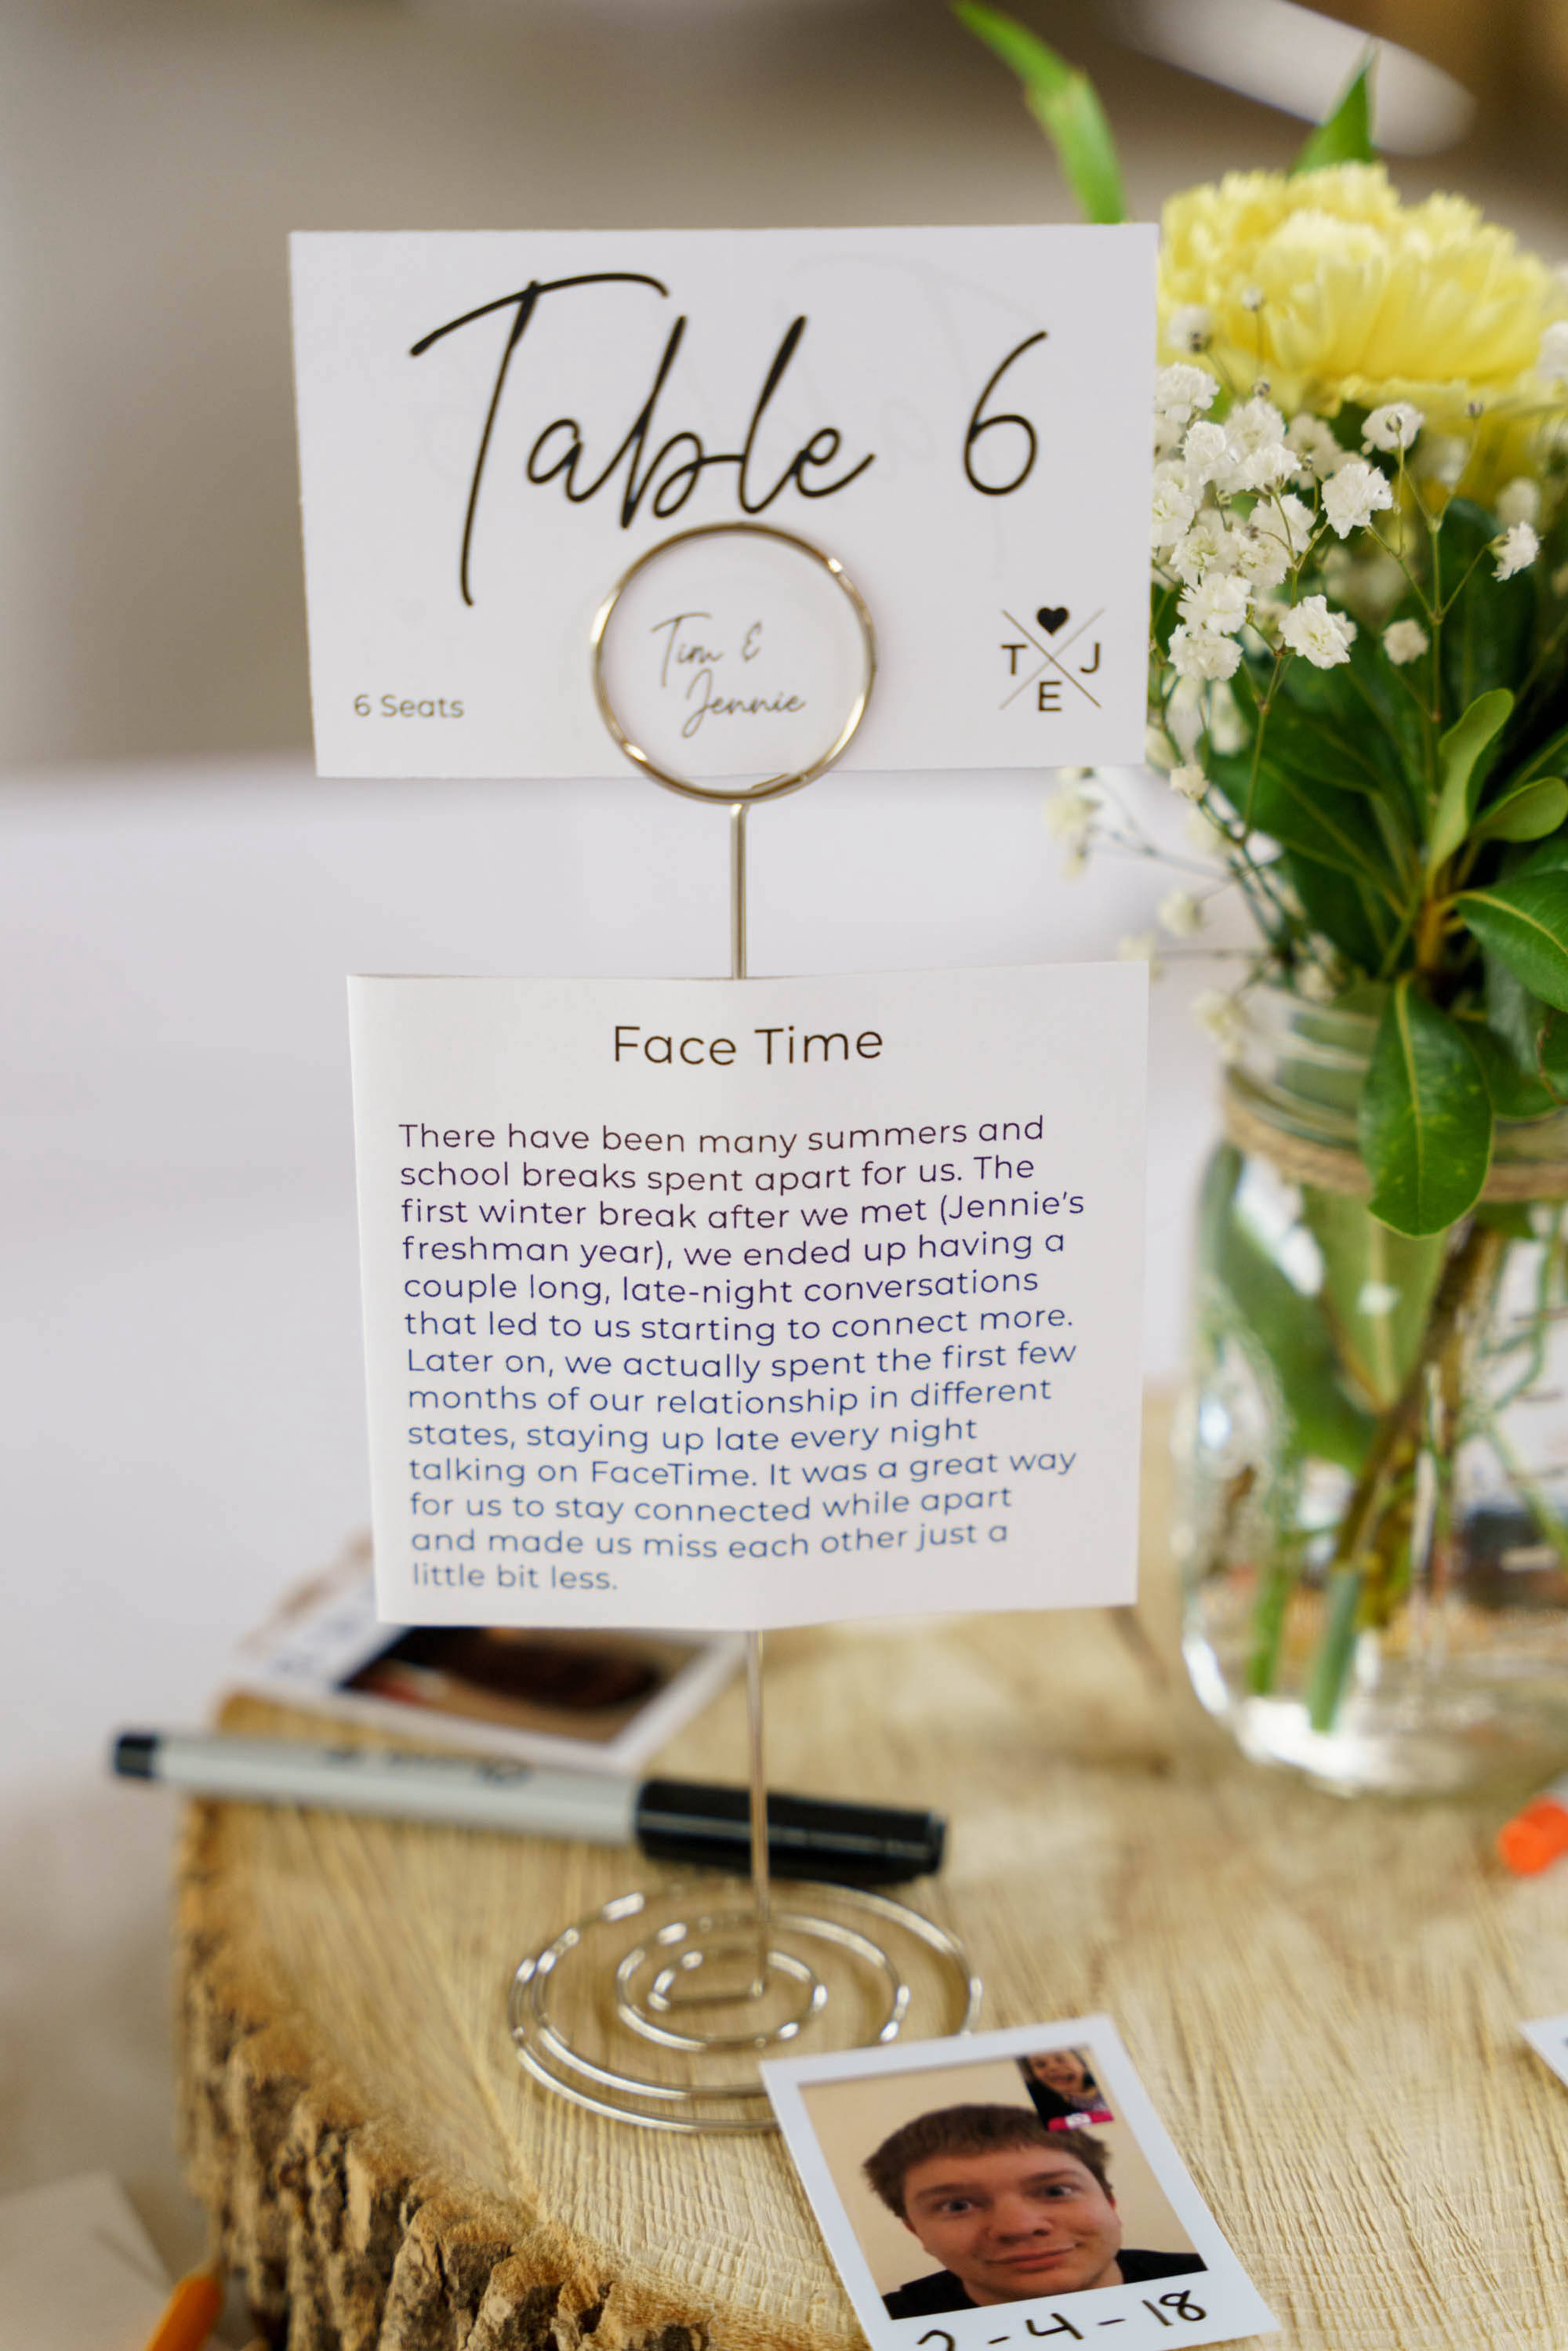 Table 6
Tim &
Jennie
6 Seats
T J
E
Face Time
There have been many summers and
school breaks spent apart for us. The
first winter break after we met (Jennie's
freshman year), we ended up having a
couple long, late-night conversations
that led to us starting to connect more.
Later on, we actually spent the first few
months of our relationship in different
states, staying up late every night
talking on FaceTime. It was a great way
for us to stay connected while apart
and made us miss each other just a
little bit less.
-4-18